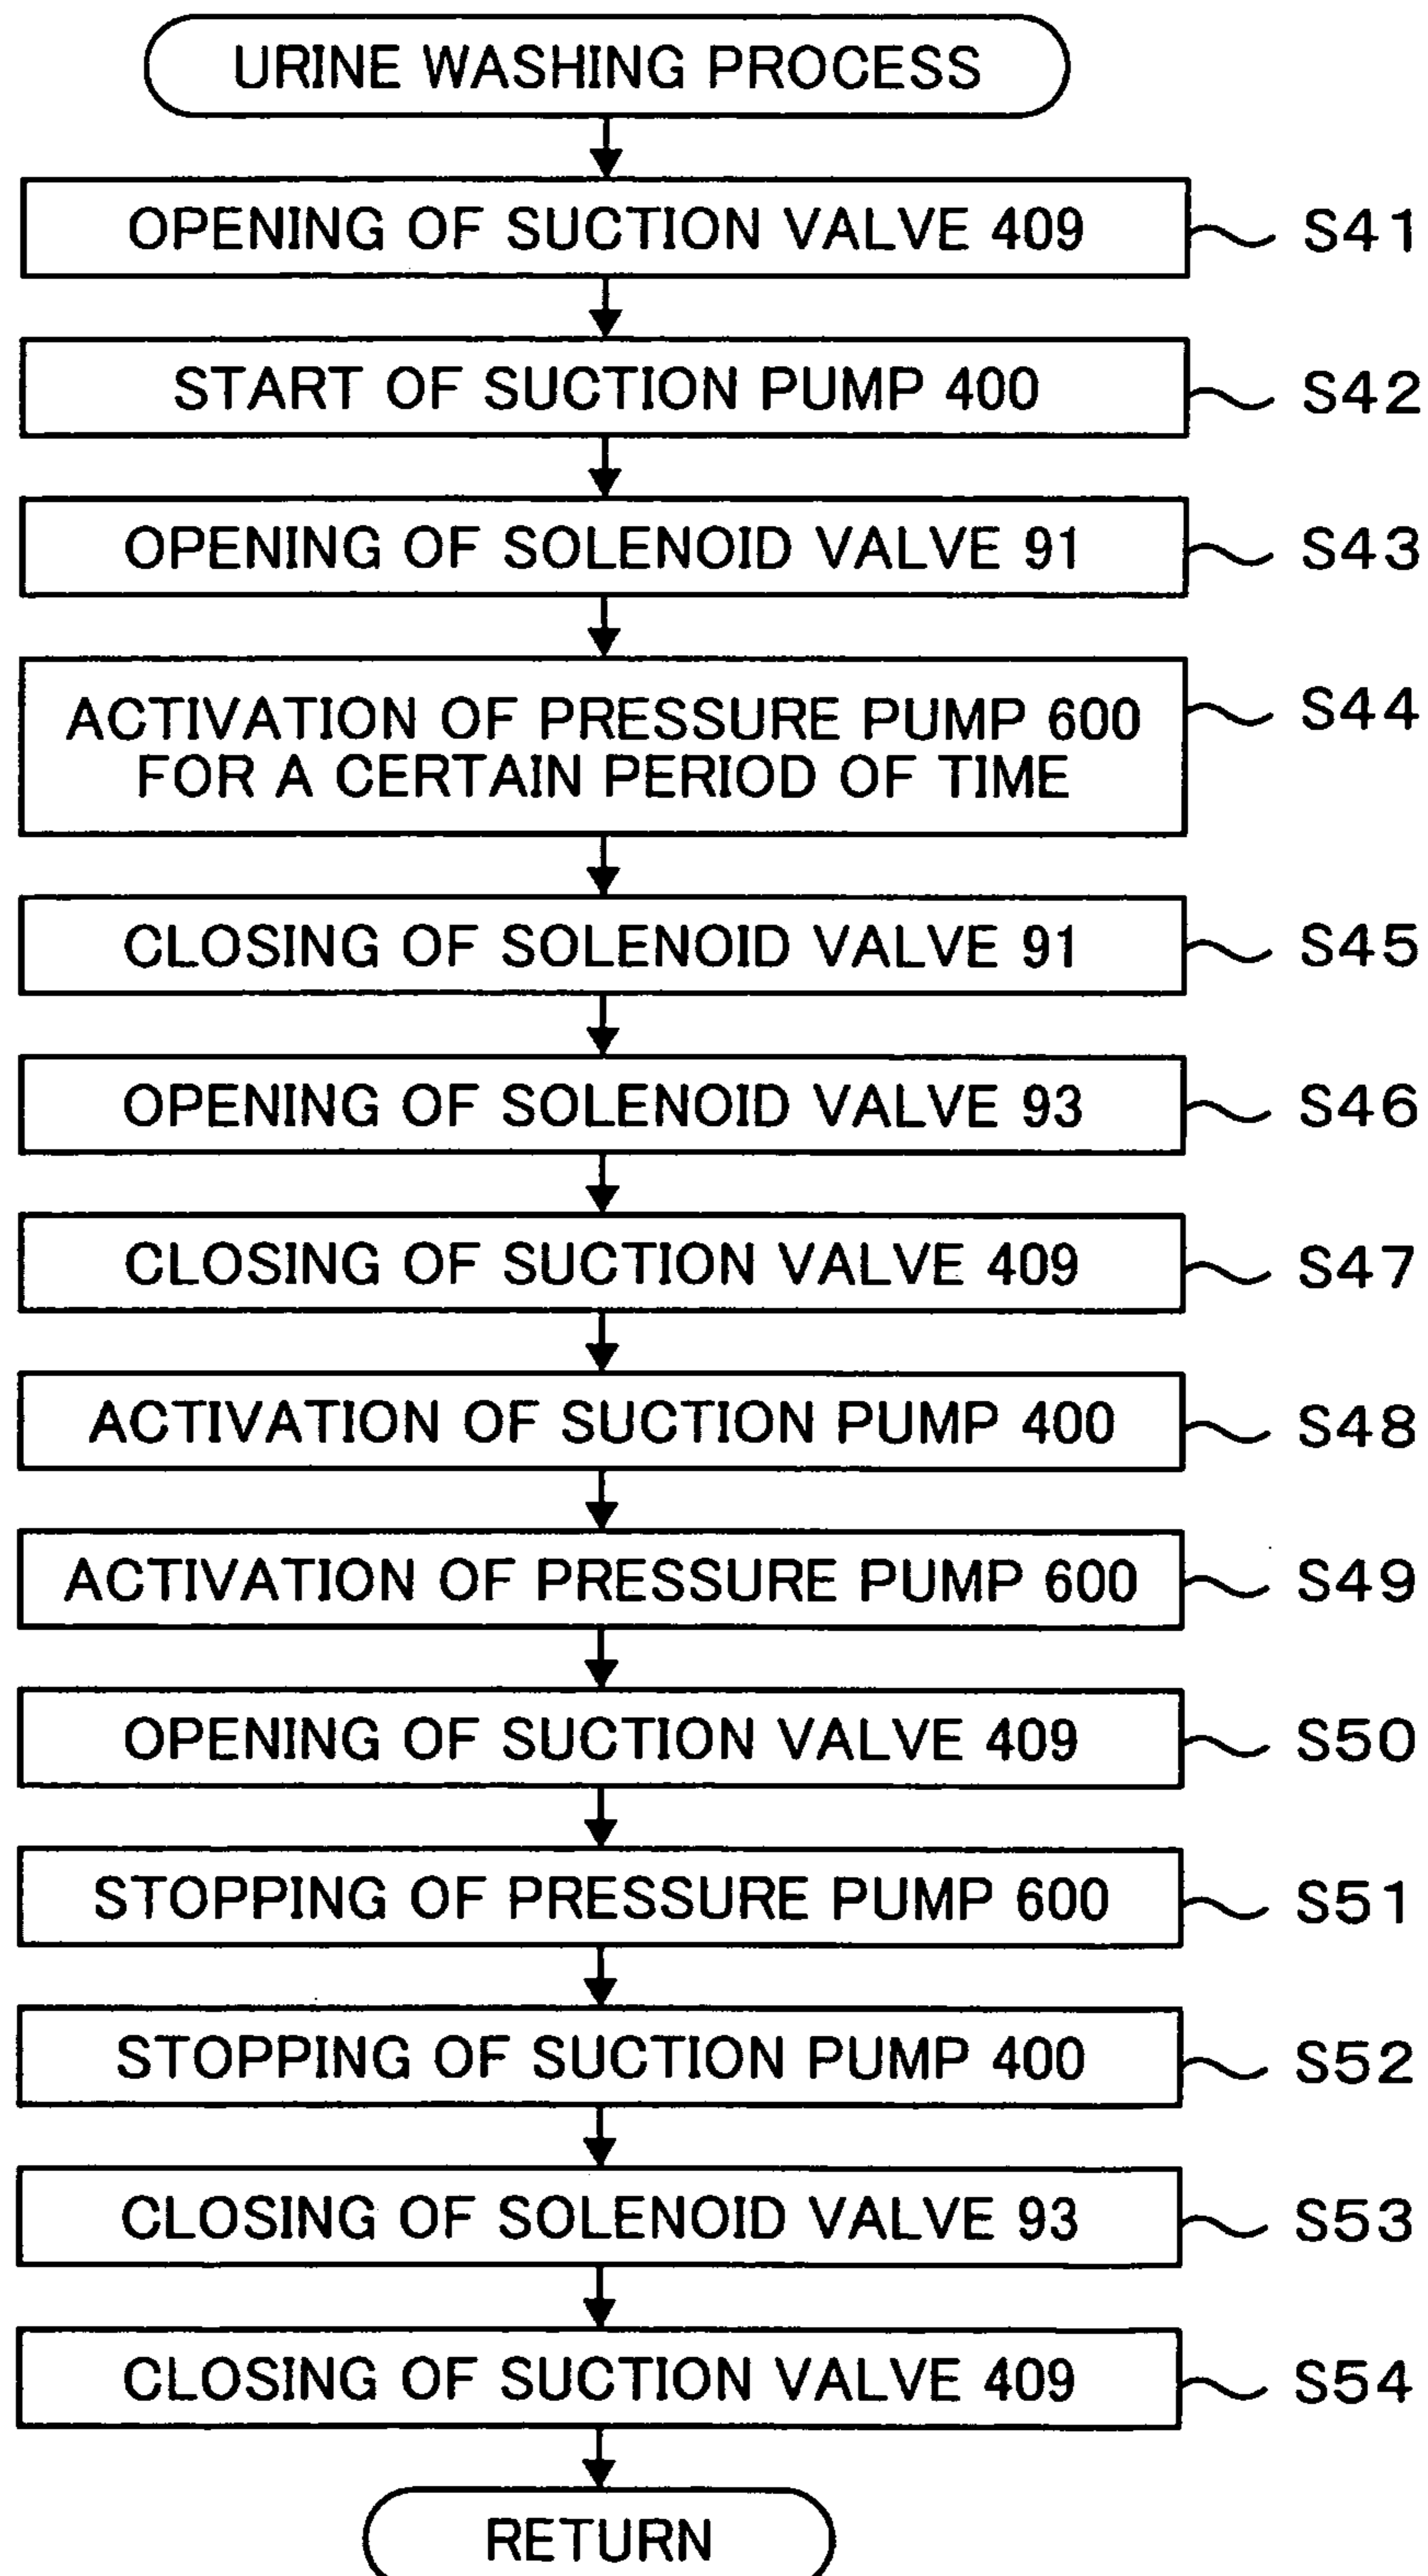 URINE WASHING PROCESS
OPENING OF SUCTION VALVE 409
S41
START OF SUCTION PUMP 400
S42
OPENING OF SOLENOID VALVE 91
S43
ACTIVATION OF PRESSURE PUMP 600
FOR A CERTAIN PERIOD OF TIME
S44
CLOSING OF SOLENOID VALVE 91
S45
OPENING OF SOLENOID VALVE 93
S46
CLOSING OF SUCTION VALVE 409
S47
ACTIVATION OF SUCTION PUMP 400
S48
ACTIVATION OF PRESSURE PUMP 600
S49
OPENING OF SUCTION VALVE 409
S50
STOPPING OF PRESSURE PUMP 600
S51
STOPPING OF SUCTION PUMP 400
S52
CLOSING OF SOLENOID VALVE 93
S53
CLOSING OF SUCTION VALVE 409
S54
RETURN